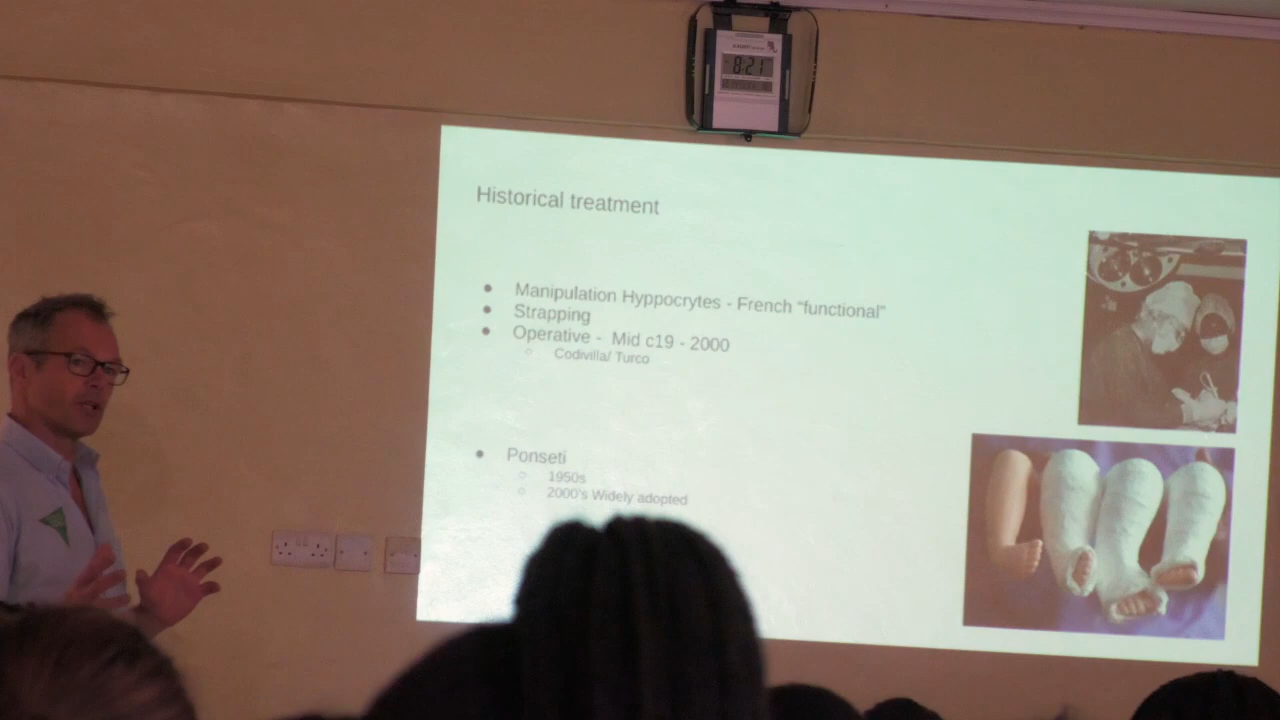 8:21
Historical treatment
Manipulation Hyppocrytes - French “functional”
Strapping
Operative - Mid c19 - 2000
Codivilla/ Turco
Ponseti
1950s
2000's Widely adopted